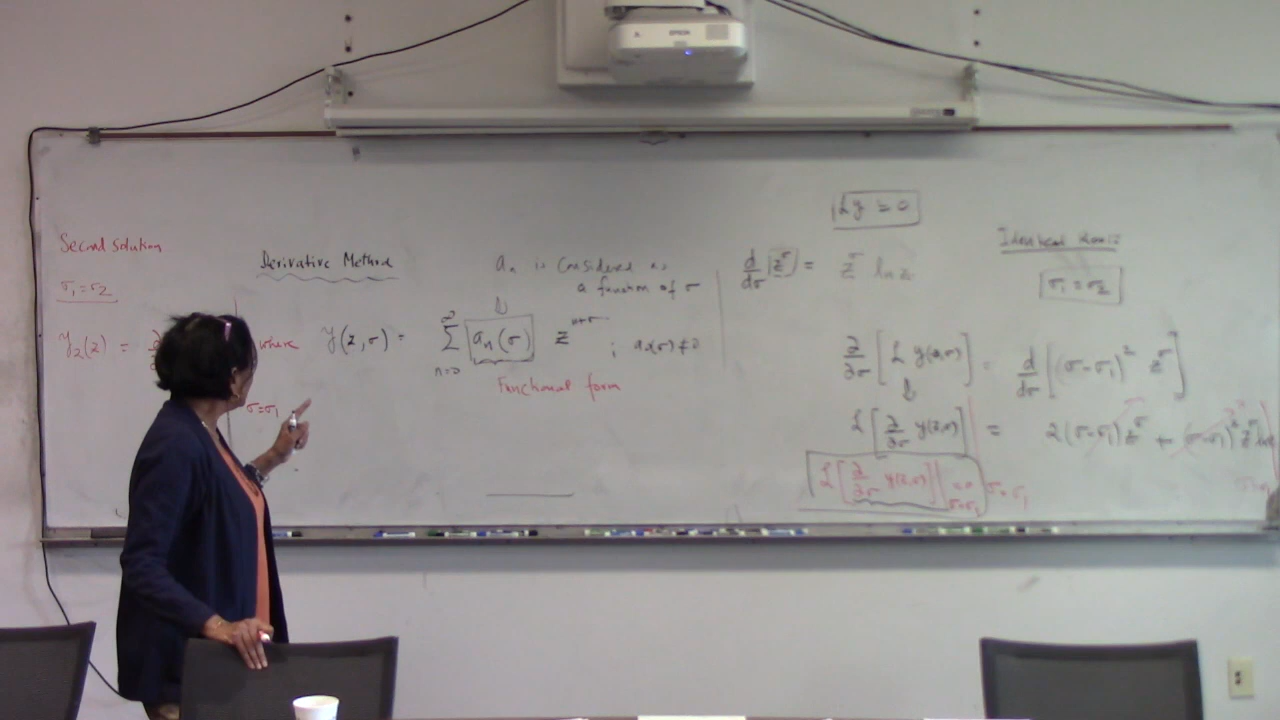 EPSON
Second solution
σ₁=σ₂
y₂(z) = ∂ where y(z,σ) = ∑ n=0 ∞ aₙ(σ) z^{n+σ} ; a₀(σ) ≠ 0
σ=σ₁
Derivative Method
aₙ is considered as
a function of σ
Functional form
Ly = 0
d/dσ [z^σ] = z^σ ln z
Identical Roots
σ₁ = σ₂
∂/∂σ [L y(z,σ)] = d/dσ [(σ-σ₁)² z^σ]
L [∂/∂σ y(z,σ)] = 2(σ-σ₁)z^σ + (σ-σ₁)² z^σ ln
σ=σ₁
L [∂/∂σ y(z,σ)] | σ=σ₁ =0